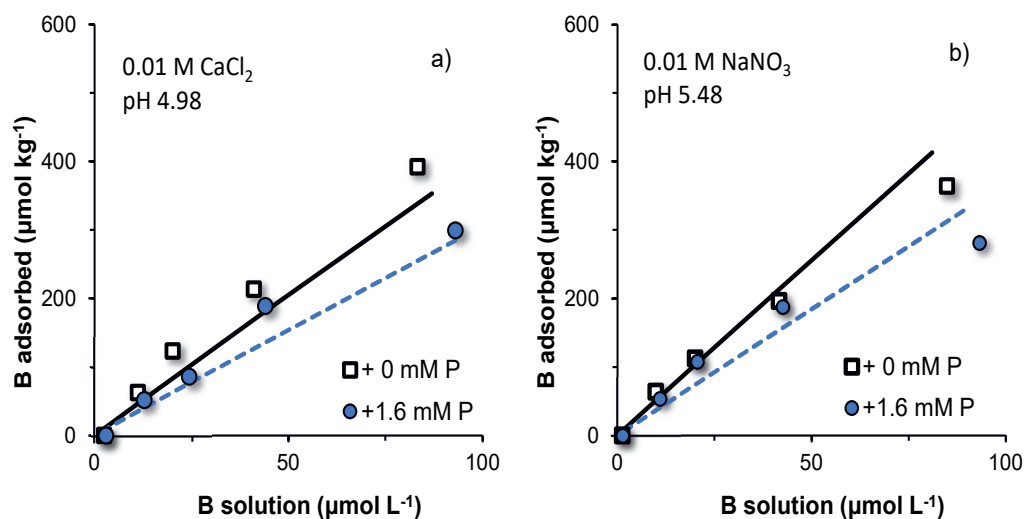 600
400
200
0
B adsorbed (µmol kg⁻¹)
0.01 M CaCl₂
pH 4.98
a)
+ 0 mM P
+1.6 mM P
0
50
100
B solution (µmol L⁻¹)
600
400
200
0
B adsorbed (µmol kg⁻¹)
0.01 M NaNO₃
pH 5.48
b)
+ 0 mM P
+1.6 mM P
0
50
100
B solution (µmol L⁻¹)